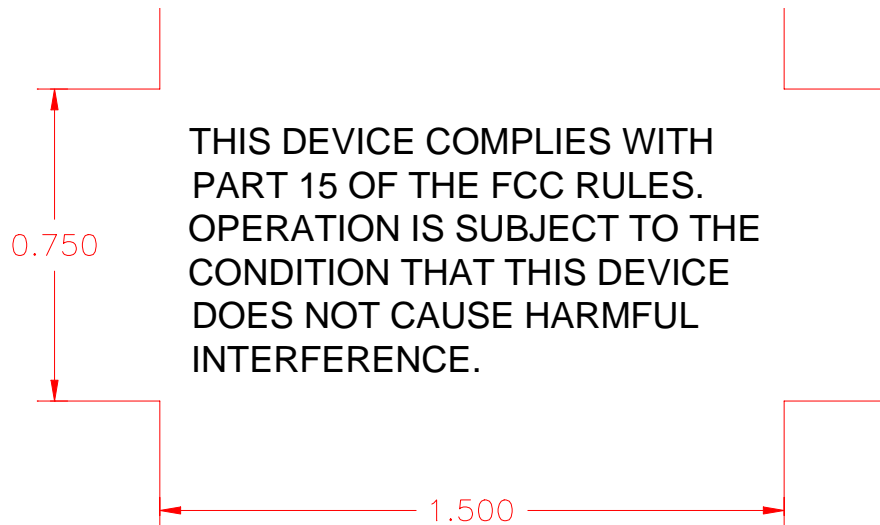 THIS DEVICE COMPLIES WITH
PART 15 OF THE FCC RULES.
OPERATION IS SUBJECT TO THE
0.750
CONDITION THAT THIS DEVICE
DOES NOT CAUSE HARMFUL
INTERFERENCE.
1.500